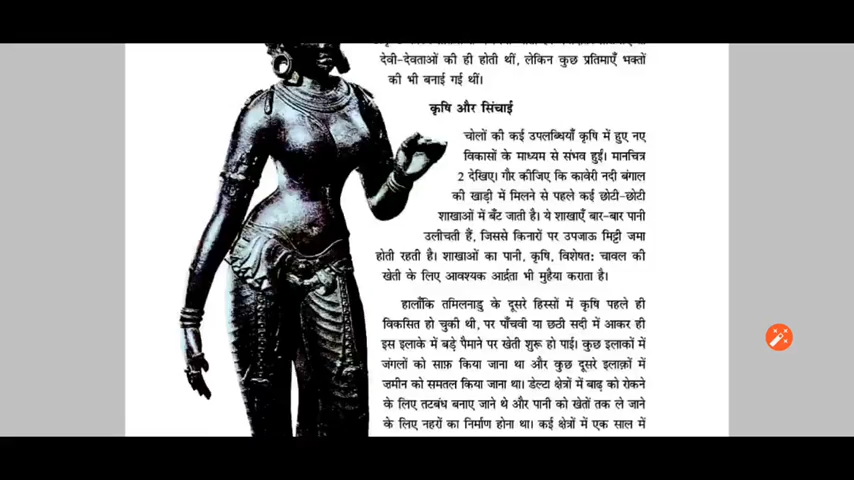 देवी-देवताओं की ही होती थीं, लेकिन कुछ प्रतिमाएँ भक्तों
की भी बनाई गई थीं।
कृषि और सिंचाई
चोलों की कई उपलब्धियाँ कृषि में हुए नए
विकासों के माध्यम से संभव हुईं। मानचित्र
2 देखिए। गौर कीजिए कि कावेरी नदी बंगाल
की खाड़ी में मिलने से पहले कई छोटी-छोटी
शाखाओं में बँट जाती है। ये शाखाएँ बार-बार पानी
उलीचती हैं, जिससे किनारों पर उपजाऊ मिट्टी जमा
होती रहती है। शाखाओं का पानी, कृषि, विशेषत: चावल की
खेती के लिए आवश्यक आर्द्रता भी मुहैया कराता है।
हालाँकि तमिलनाडु के दूसरे हिस्सों में कृषि पहले ही
विकसित हो चुकी थी, पर पाँचवी या छठी सदी में आकर ही
इस इलाके में बड़े पैमाने पर खेती शुरू हो पाई। कुछ इलाकों में
जंगलों को साफ़ किया जाना था और कुछ दूसरे इलाक़ों में
ज़मीन को समतल किया जाना था। डेल्टा क्षेत्रों में बाढ़ को रोकने
के लिए तटबंध बनाए जाने थे और पानी को खेतों तक ले जाने
के लिए नहरों का निर्माण होना था। कई क्षेत्रों में एक साल में